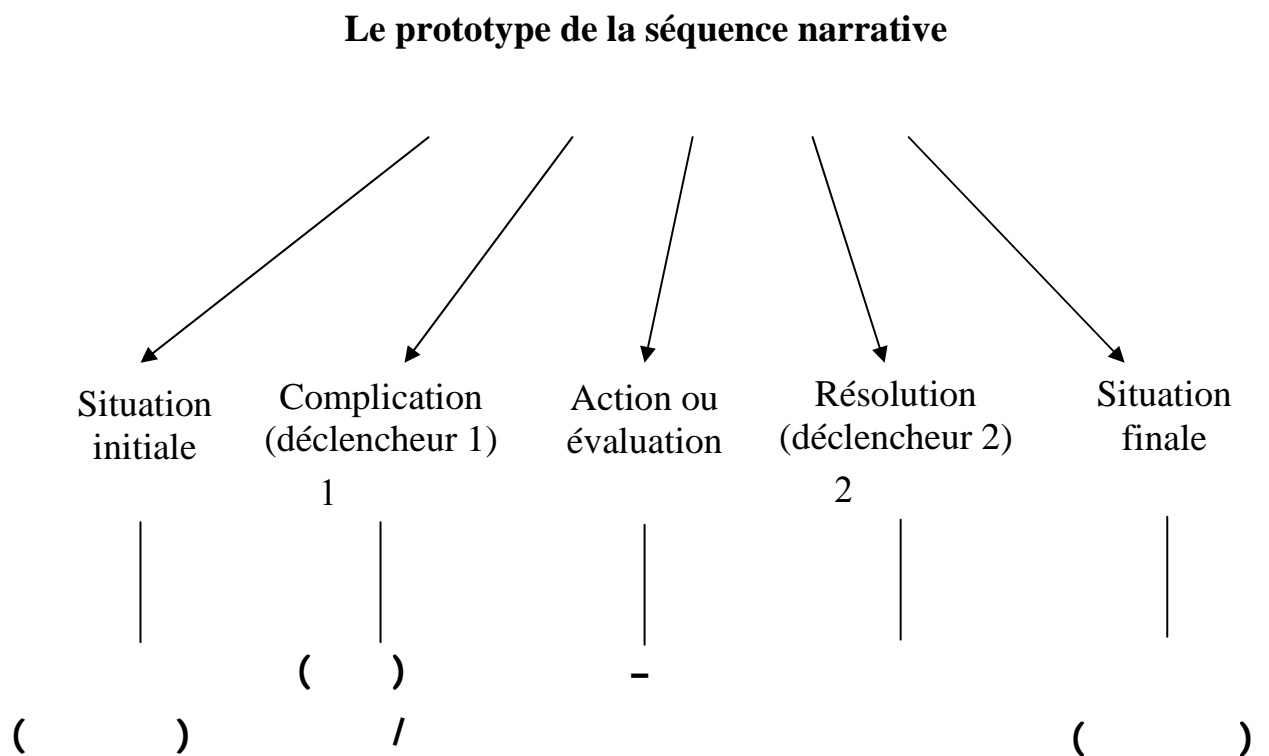 Le prototype de la séquence narrative
Situation
initiale
Complication
(déclencheur 1)
1
Action ou
évaluation
Résolution
(déclencheur 2)
2
Situation
finale
( )
-
( )
/
( )